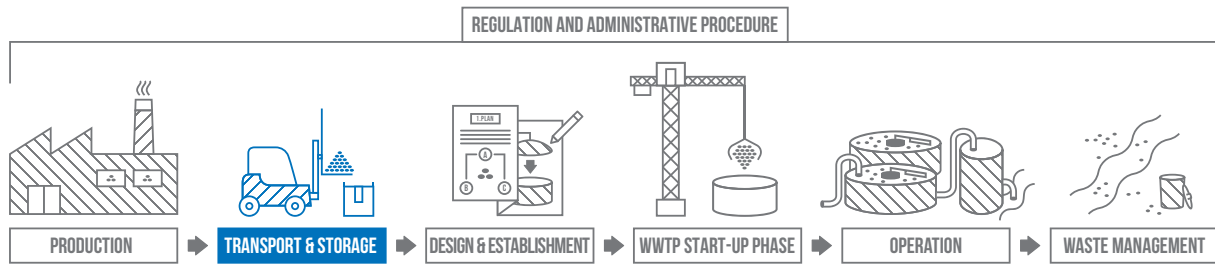 REGULATION AND ADMINISTRATIVE PROCEDURE
1.PLAN
A
B
C
PRODUCTION
TRANSPORT & STORAGE
DESIGN & ESTABLISHMENT
WWTP START-UP PHASE
OPERATION
WASTE MANAGEMENT